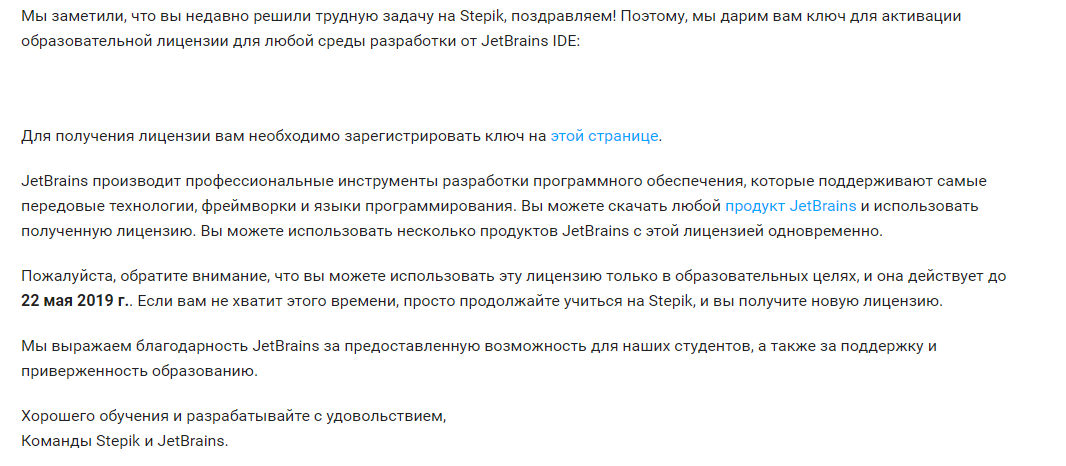 Мы заметили, что вы недавно решили трудную задачу на Stepik, поздравляем! Поэтому, мы дарим вам ключ для активации
образовательной лицензии для любой среды разработки от JetBrains IDE:
Для получения лицензии вам необходимо зарегистрировать ключ на этой странице.
JetBrains производит профессиональные инструменты разработки программного обеспечения, которые поддерживают самые
передовые технологии, фреймворки и языки программирования. Вы можете скачать любой продукт JetBrains и использовать
полученную лицензию. Вы можете использовать несколько продуктов JetBrains с этой лицензией одновременно.
Пожалуйста, обратите внимание, что вы можете использовать эту лицензию только в образовательных целях, и она действует до
22 мая 2019 г.. Если вам не хватит этого времени, просто продолжайте учиться на Stepik, и вы получите новую лицензию.
Мы выражаем благодарность JetBrains за предоставленную возможность для наших студентов, а также за поддержку и
приверженность образованию.
Хорошего обучения и разрабатывайте с удовольствием,
Команды Stepik и JetBrains.